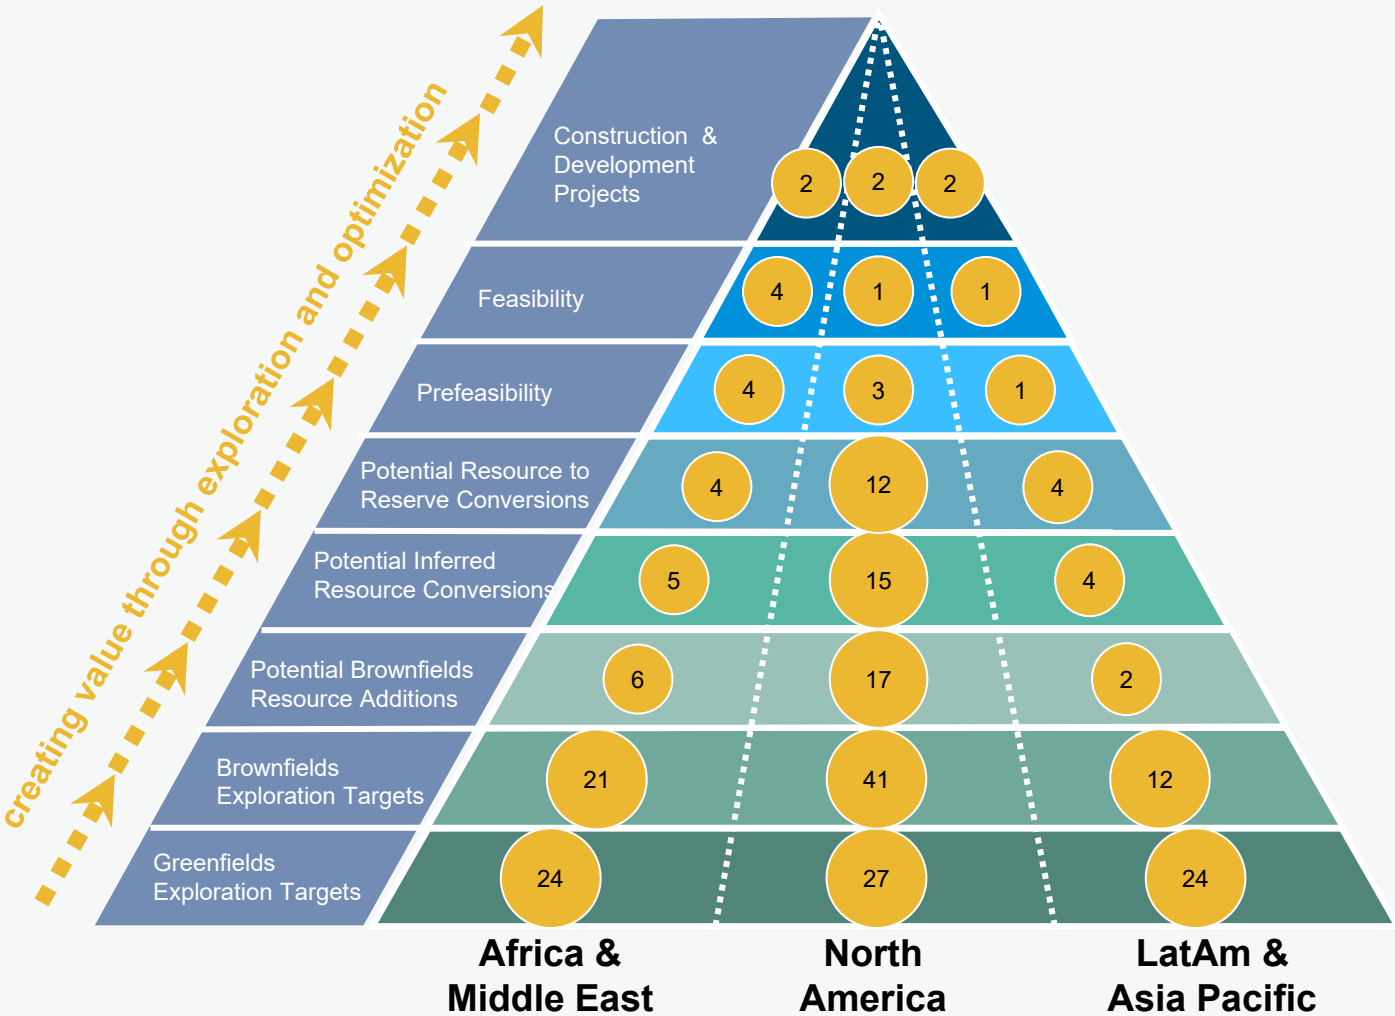 creating value through exploration and optimization
Construction &
Development
Projects
2 2 2
Feasibility
4 1 1
Prefeasibility
4 3 1
Potential Resource to
Reserve Conversions
4 12 4
Potential Inferred
Resource Conversions
5 15 4
Potential Brownfields
Resource Additions
6 17 2
Brownfields
Exploration Targets
21 41 12
Greenfields
Exploration Targets
24 27 24
Africa &
Middle East
North
America
LatAm &
Asia Pacific